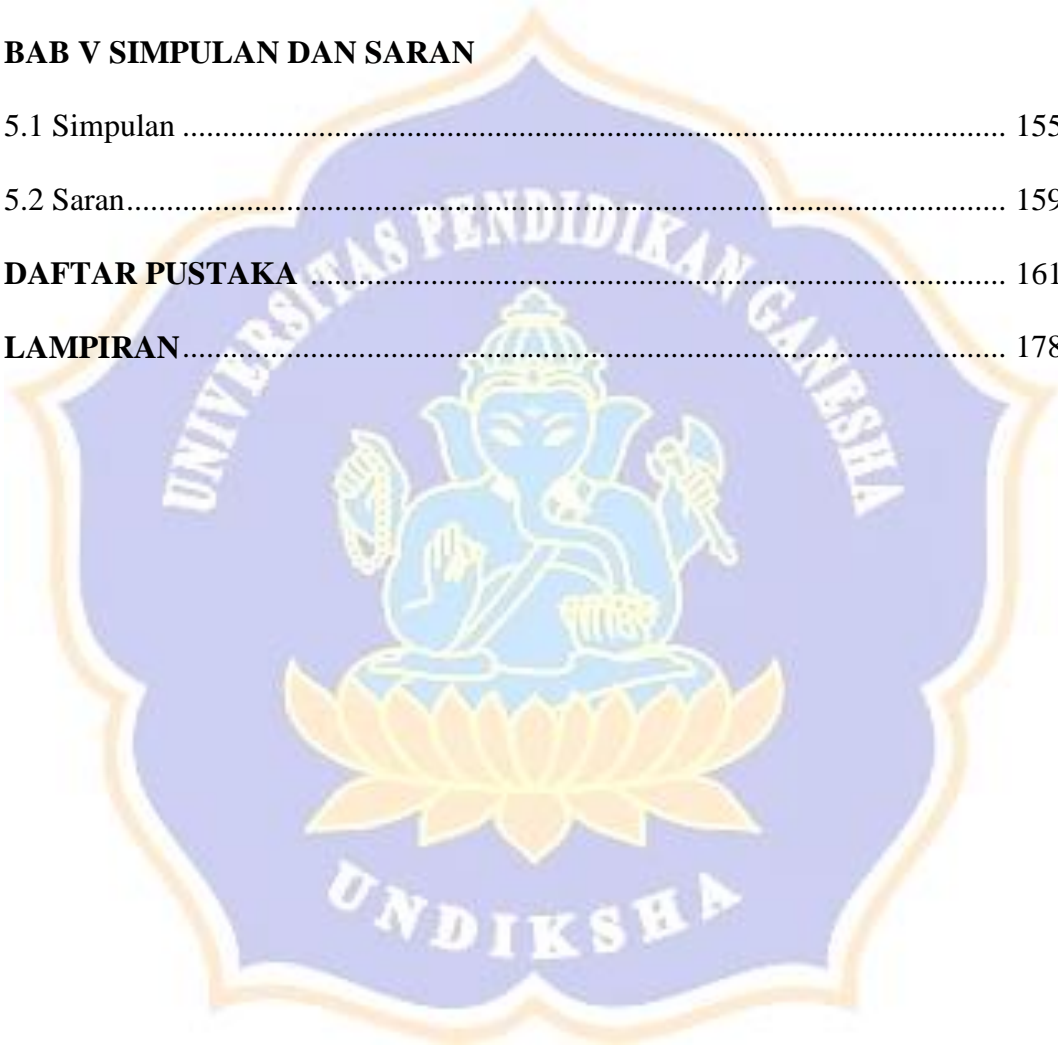 BAB V SIMPULAN DAN SARAN
5.1 Simpulan ........................................................................................................ 155
5.2 Saran............................................................................................................... 159
DAFTAR PUSTAKA ........................................................................................ 161
LAMPIRAN........................................................................................................ 178
UNIVERSITAS PENDIDIKAN GANESHA
UNDIKSHA